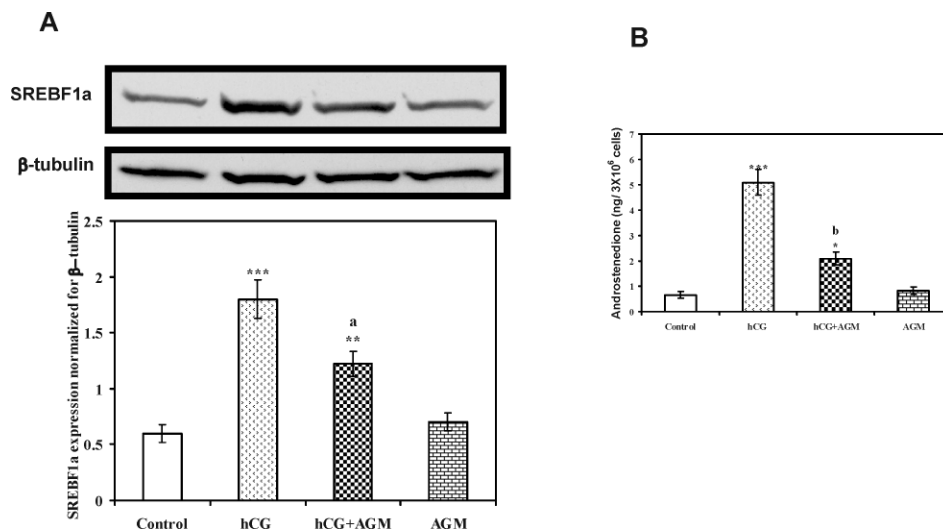 A
SREBF1a
β-tubulin
SREBF1a expression normalized for β-tubulin
2.5
2
1.5
1
0.5
0
***
a
**
Control hCG hCG+AGM AGM
B
Androstenedione (ng/ 3X10⁶ cells)
7
6
5
4
3
2
1
0
***
b
*
Control hCG hCG+AGM AGM